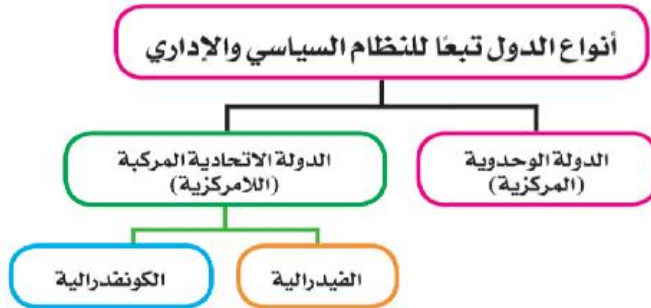 أنواع الدول تبعًا للنظام السياسي والإداري
الدولة الوحدوية
(المركزية)
الدولة الاتحادية المركبة
(اللامركزية)
الفيدرالية
الكونفدرالية